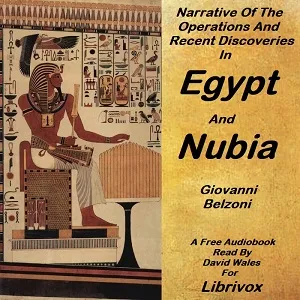 Narrative Of The
Operations And
Recent Discoveries
In
Egypt
And
Nubia
Giovanni
Belzoni
A Free Audiobook
Read By
David Wales
For
Librivox